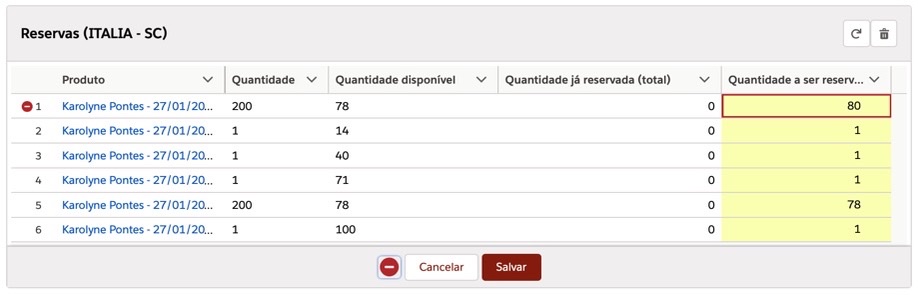 Reservas (ITALIA - SC)
Produto Quantidade Quantidade disponível Quantidade já reservada (total) Quantidade a ser reserv...
1 Karolyne Pontes - 27/01/20... 200 78 0 80
2 Karolyne Pontes - 27/01/20... 1 14 0 1
3 Karolyne Pontes - 27/01/20... 1 40 0 1
4 Karolyne Pontes - 27/01/20... 1 71 0 1
5 Karolyne Pontes - 27/01/20... 200 78 0 78
6 Karolyne Pontes - 27/01/20... 1 100 0 1
Cancelar Salvar